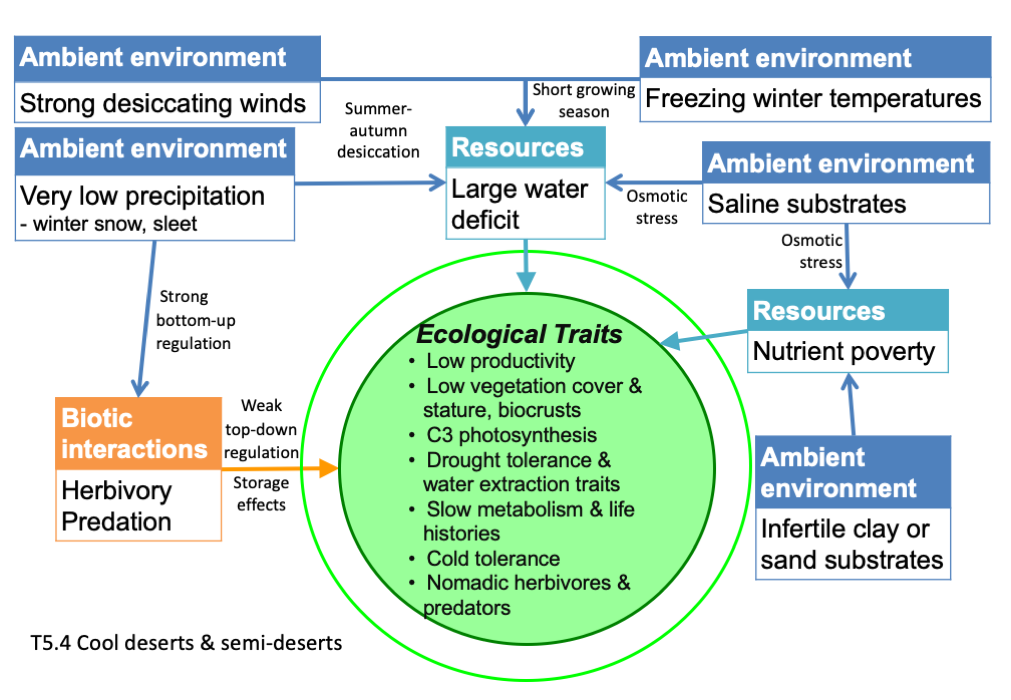 Ambient environment
Strong desiccating winds
Ambient environment
Freezing winter temperatures
Short growing
season
Summer-
autumn
desiccation
Ambient environment
Very low precipitation
- winter snow, sleet
Resources
Large water
deficit
Ambient environment
Saline substrates
Osmotic
stress
Osmotic
stress
Strong
bottom-up
regulation
Resources
Nutrient poverty
Ecological Traits
• Low productivity
• Low vegetation cover &
stature, biocrusts
• C3 photosynthesis
• Drought tolerance &
water extraction traits
• Slow metabolism & life
histories
• Cold tolerance
• Nomadic herbivores &
predators
Biotic
interactions
Herbivory
Predation
Weak
top-down
regulation
Storage
effects
Ambient
environment
Infertile clay or
sand substrates
T5.4 Cool deserts & semi-deserts